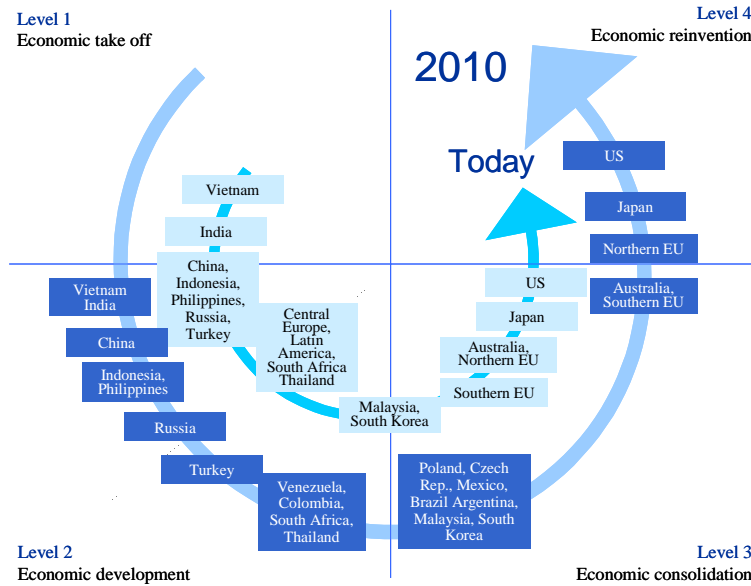 Level 1
Economic take off
Level 4
Economic reinvention
2010
Today
US
Japan
Northern EU
Australia,
Southern EU
Vietnam
India
China,
Indonesia,
Philippines,
Russia,
Turkey
Central
Europe,
Latin
America,
South Africa
Thailand
Malaysia,
South Korea
US
Japan
Australia,
Northern EU
Southern EU
Vietnam
India
China
Indonesia,
Philippines
Russia
Turkey
Venezuela,
Colombia,
South Africa,
Thailand
Poland, Czech
Rep., Mexico,
Brazil Argentina,
Malaysia, South
Korea
Level 2
Economic development
Level 3
Economic consolidation